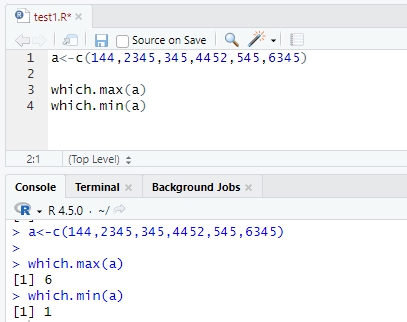 test1.R*
Source on Save
1 a<-c(144,2345,345,4452,545,6345)
2
3 which.max(a)
4 which.min(a)
2:1 (Top Level)
Console Terminal Background Jobs
R R 4.5.0 · ~/
> a<-c(144,2345,345,4452,545,6345)
>
> which.max(a)
[1] 6
> which.min(a)
[1] 1